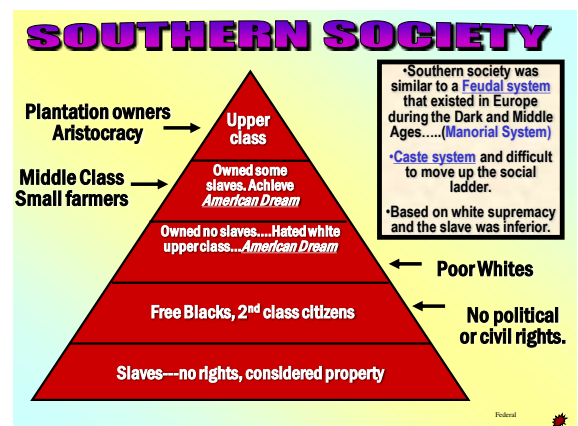 SOUTHERN SOCIETY
Plantation owners
Aristocracy
Upper
class
•Southern society was
similar to a Feudal system
that existed in Europe
during the Dark and Middle
Ages…..(Manorial System)
•Caste system and difficult
to move up the social
ladder.
•Based on white supremacy
and the slave was inferior.
Middle Class
Small farmers
Owned some
slaves. Achieve
American Dream
Owned no slaves….Hated white
upper class…American Dream
Poor Whites
Free Blacks, 2nd class citizens
No political
or civil rights.
Slaves---no rights, considered property
Federal